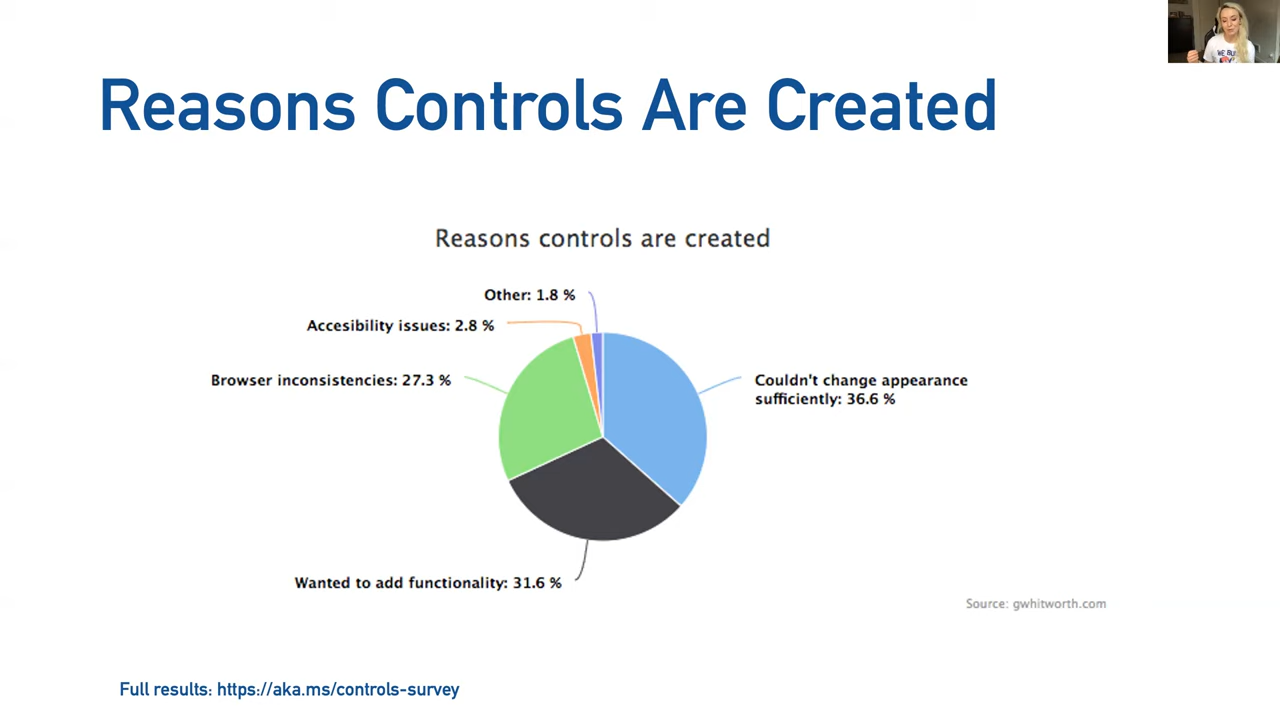 Reasons Controls Are Created
Reasons controls are created
Other: 1.8 %
Accesibility issues: 2.8 %
Browser inconsistencies: 27.3 %
Couldn't change appearance
sufficiently: 36.6 %
Wanted to add functionality: 31.6 %
Source: gwhitworth.com
Full results: https://aka.ms/controls-survey